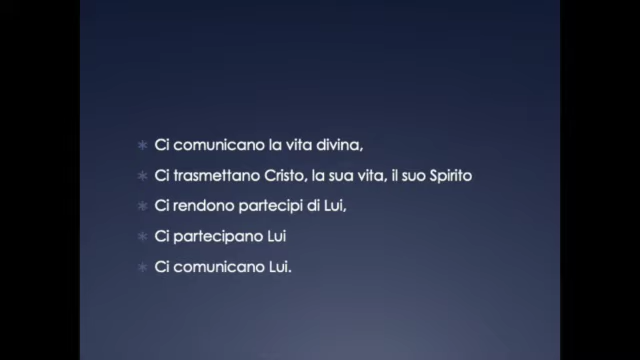 * Ci comunicano la vita divina,
* Ci trasmettano Cristo, la sua vita, il suo Spirito
* Ci rendono partecipi di Lui,
* Ci partecipano Lui
* Ci comunicano Lui.